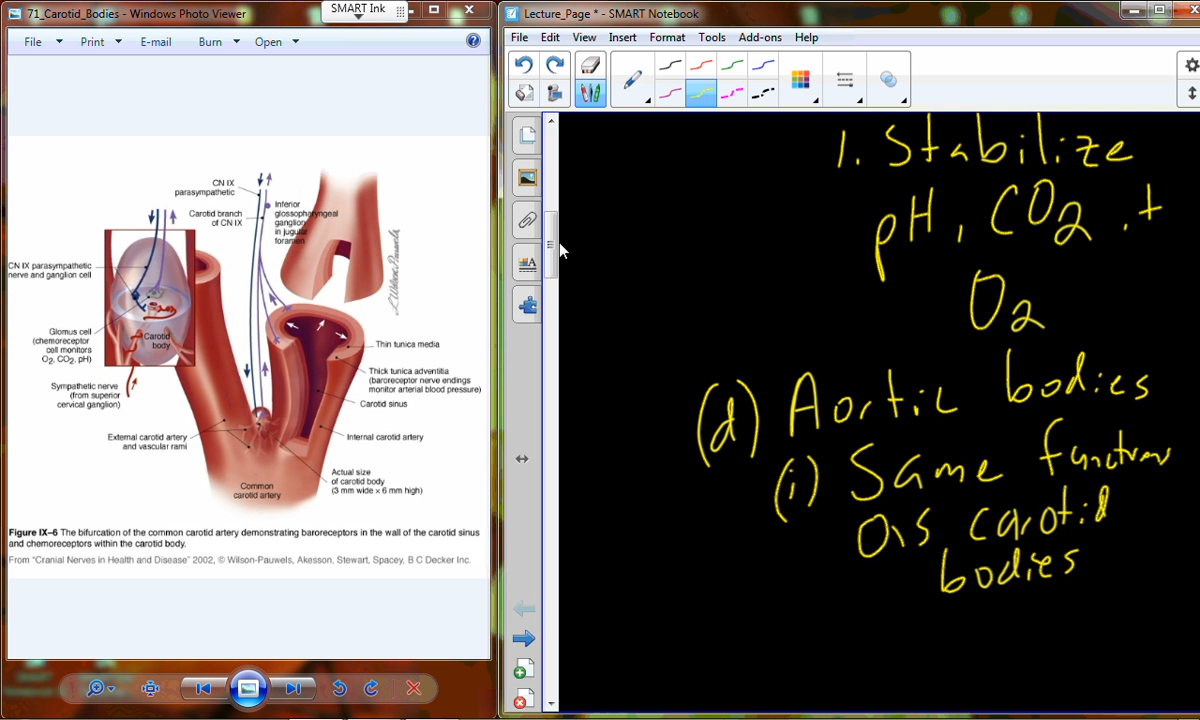 71_Carotid_Bodies - Windows Photo Viewer
SMART Ink
File Print E-mail Burn Open
CN IX
parasympathetic
Carotid branch
of CN IX
Inferior
glossopharyngeal
ganglion
in jugular
foramen
CN IX parasympathetic
nerve and ganglion cell
Glomus cell
(chemoreceptor
cell monitors
O2, CO2, pH)
Carotid
body
Sympathetic nerve
(from superior
cervical ganglion)
External carotid artery
and vascular rami
Common
carotid artery
Thin tunica media
Thick tunica adventitia
(baroreceptor nerve endings
monitor arterial blood pressure)
Carotid sinus
Internal carotid artery
Actual size
of carotid body
(3 mm wide x 6 mm high)
L. Wilson-Pauwels
Figure IX–6 The bifurcation of the common carotid artery demonstrating baroreceptors in the wall of the carotid sinus
and chemoreceptors within the carotid body.
From "Cranial Nerves in Health and Disease" 2002, © Wilson-Pauwels, Akesson, Stewart, Spacey, B C Decker Inc.
Lecture_Page * - SMART Notebook
File Edit View Insert Format Tools Add-ons Help
1. Stabilize
pH, CO2, +
O2
(d) Aortic bodies
(i) Same functions
as carotid
bodies